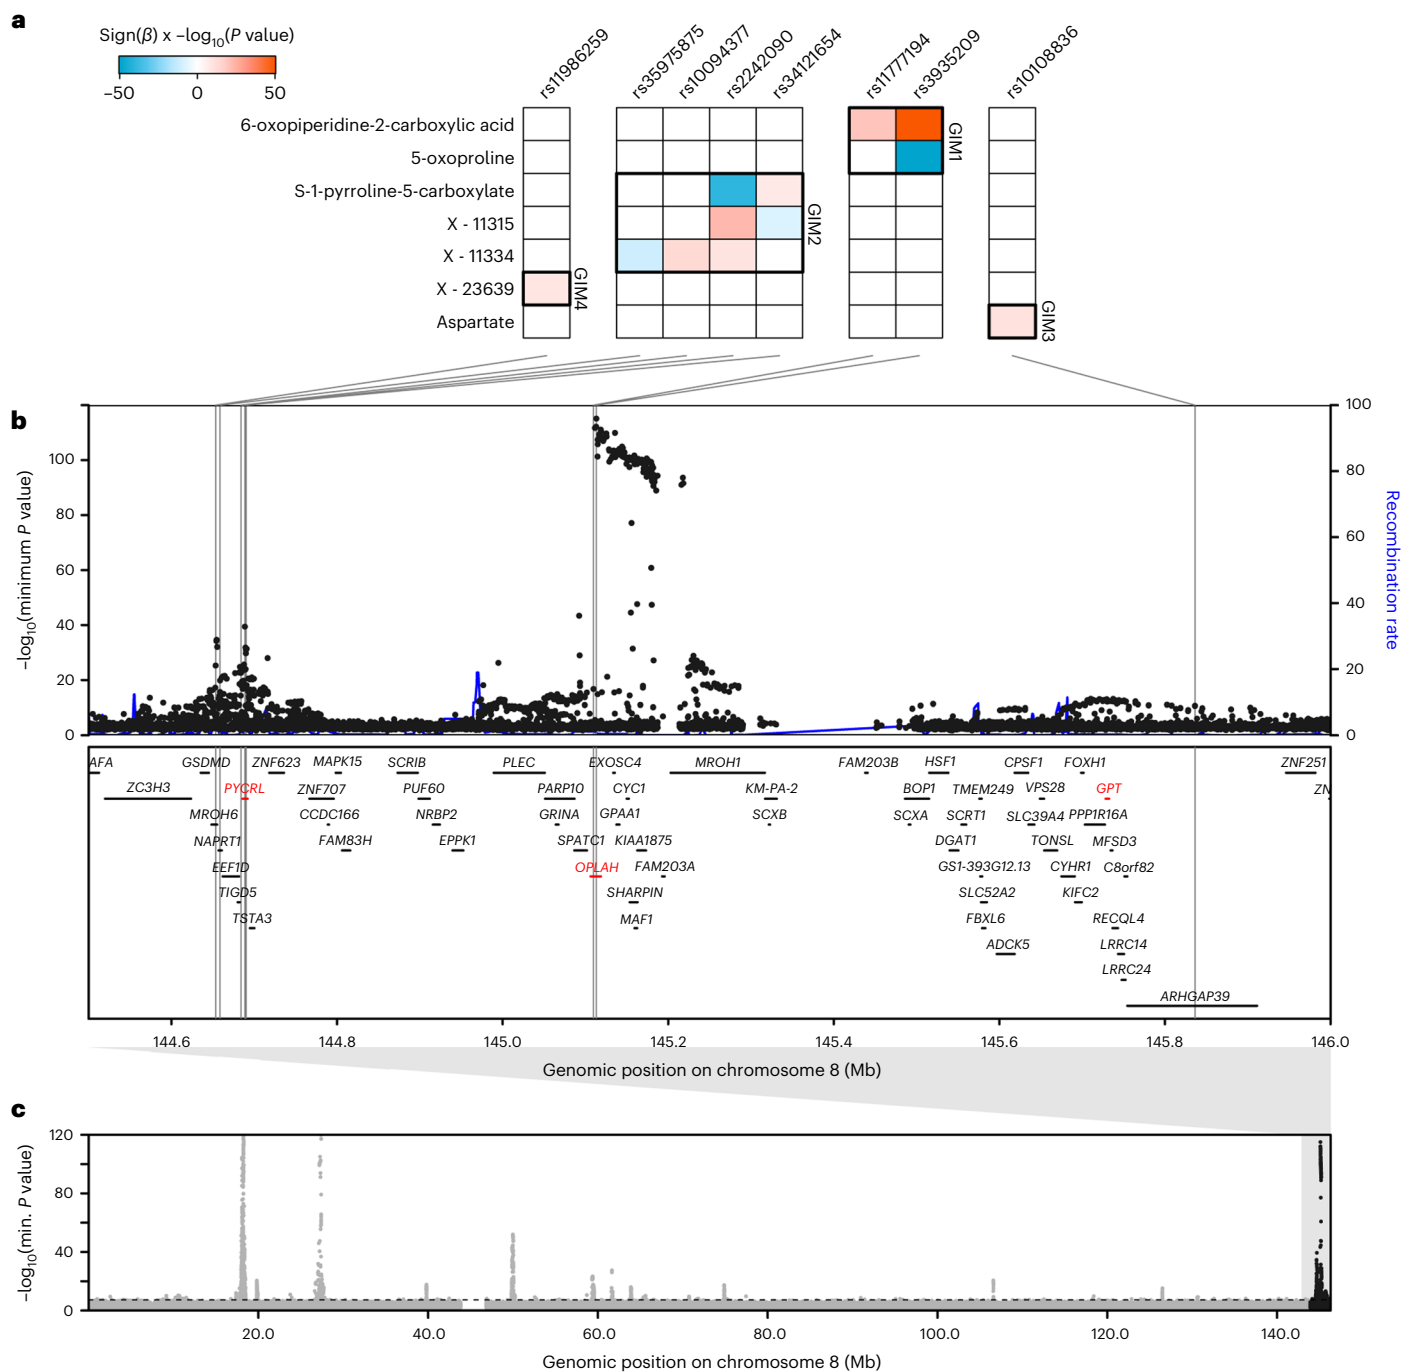 a
Sign(β) x –log10(P value)
–50 0 50
rs11986259 rs35975875 rs10094377 rs2242090 rs34121654 rs11777194 rs3935209 rs10108836
6-oxopiperidine-2-carboxylic acid
5-oxoproline
S-1-pyrroline-5-carboxylate
X - 11315
X - 11334
X - 23639
Aspartate
GIM4
GIM2
GIM1
GIM3
b
–log10(minimum P value)
100
80
60
40
20
0
100
80
60
40
20
0
Recombination rate
AFA GSDMD ZNF623 MAPK15 SCRIB PLEC EXOSC4 MROH1 FAM203B HSF1 CPSF1 FOXH1 ZNF251
ZC3H3 PYCRL ZNF707 PUF60 PARP10 CYC1 KM-PA-2 BOP1 TMEM249 VPS28 GPT ZN
MROH6 CCDC166 NRBP2 GRINA GPAA1 SCXB SCXA SCRT1 SLC39A4 PPP1R16A
NAPRT1 FAM83H EPPK1 SPATC1 KIAA1875 DGAT1 TONSL MFSD3
EEF1D OPLAH FAM203A GS1-393G12.13 CYHR1 C8orf82
TIGD5 SHARPIN SLC52A2 KIFC2
TSTA3 MAF1 FBXL6 RECQL4
ADCK5 LRRC14
LRRC24
ARHGAP39
144.6 144.8 145.0 145.2 145.4 145.6 145.8 146.0
Genomic position on chromosome 8 (Mb)
c
–log10(min. P value)
120
80
40
0
20.0 40.0 60.0 80.0 100.0 120.0 140.0
Genomic position on chromosome 8 (Mb)